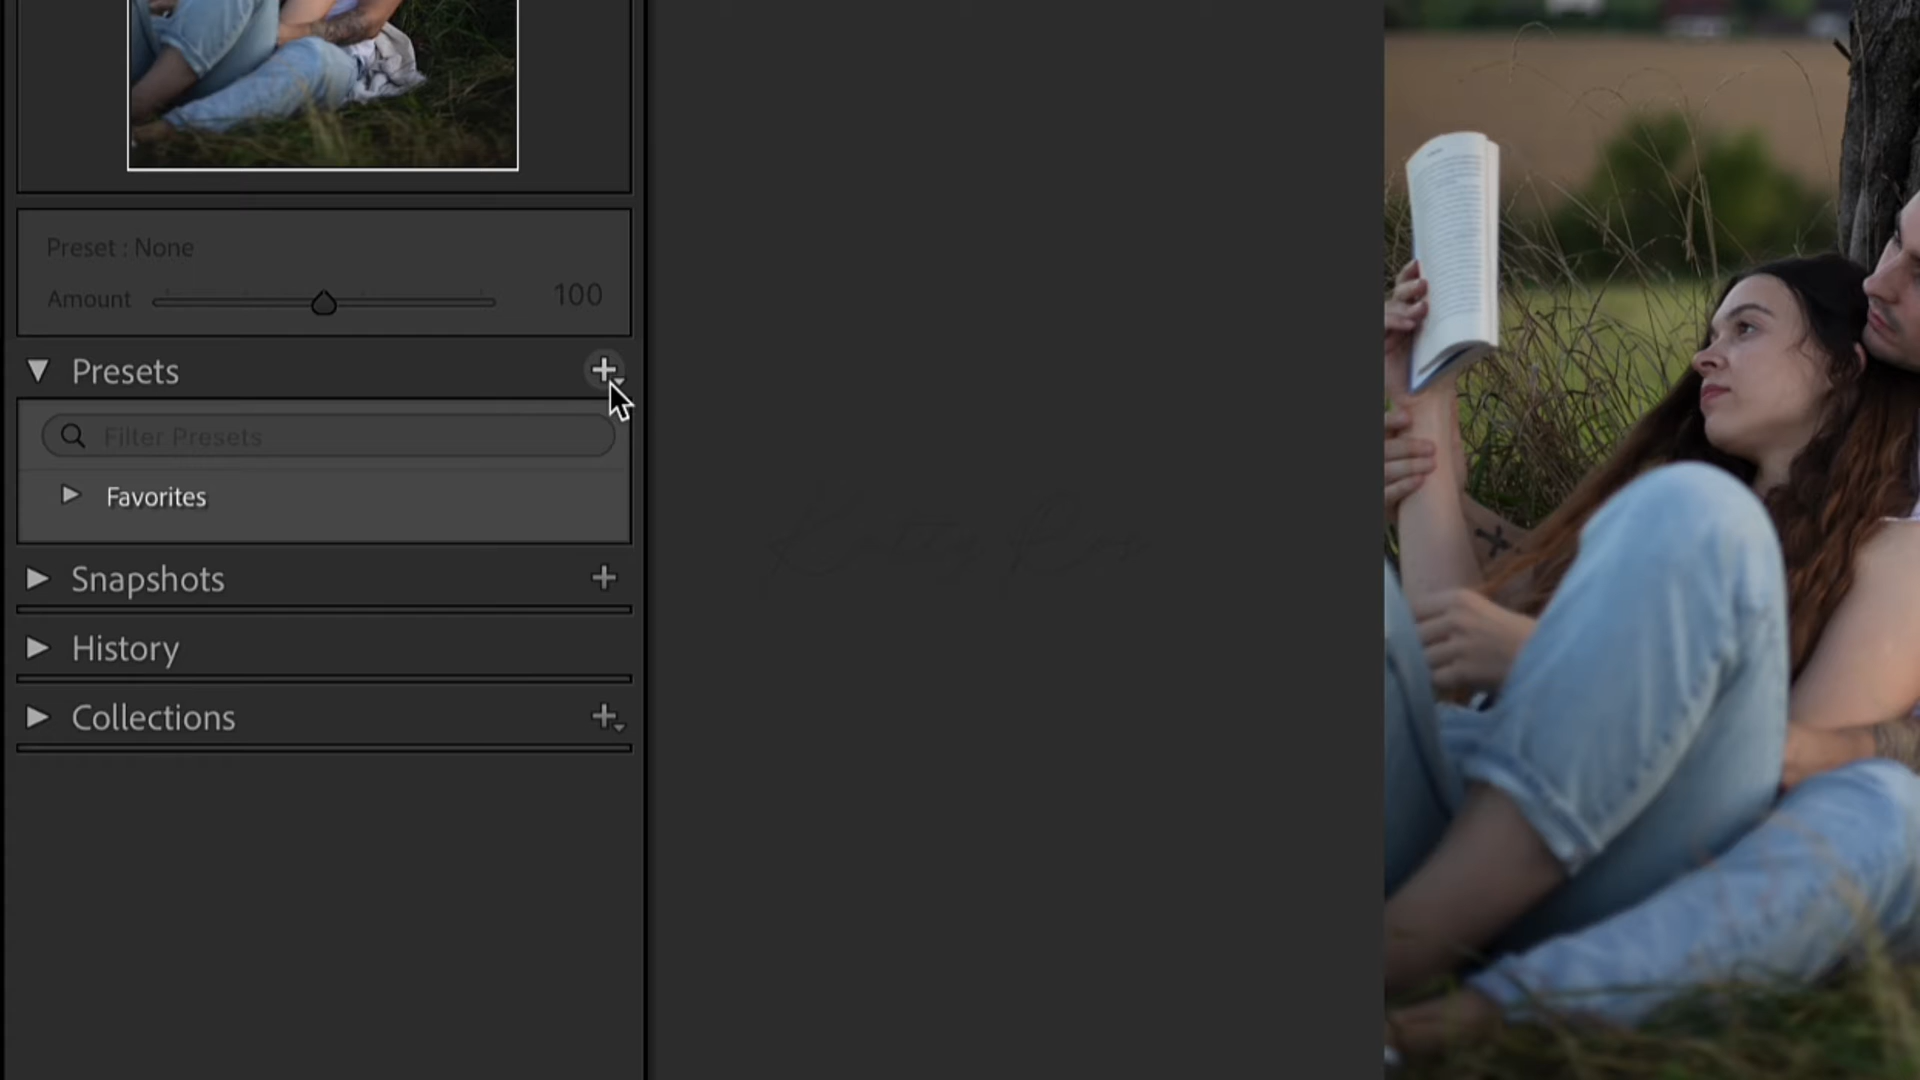 Preset : None
Amount 100
Presets
Filter Presets
Favorites
Snapshots
History
Collections